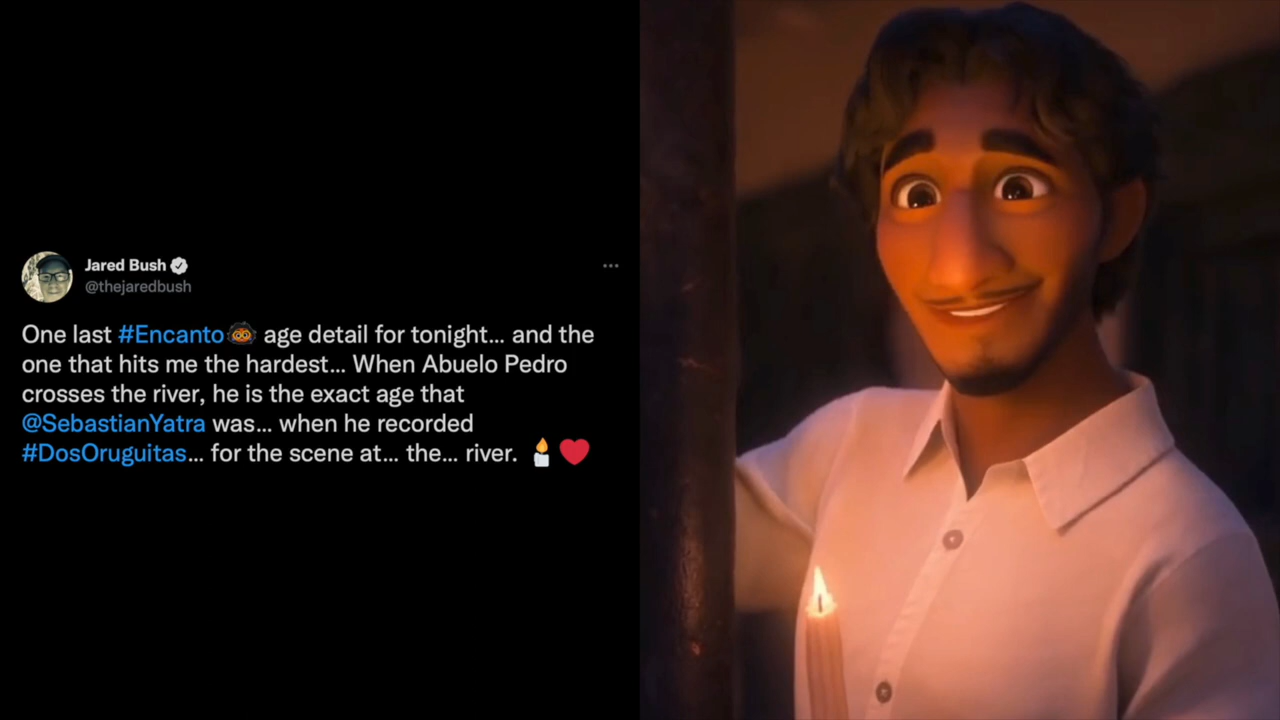 Jared Bush
@thejaredbush
One last #Encanto age detail for tonight... and the
one that hits me the hardest... When Abuelo Pedro
crosses the river, he is the exact age that
@SebastianYatra was... when he recorded
#DosOruguitas... for the scene at... the... river. 🕯️❤️